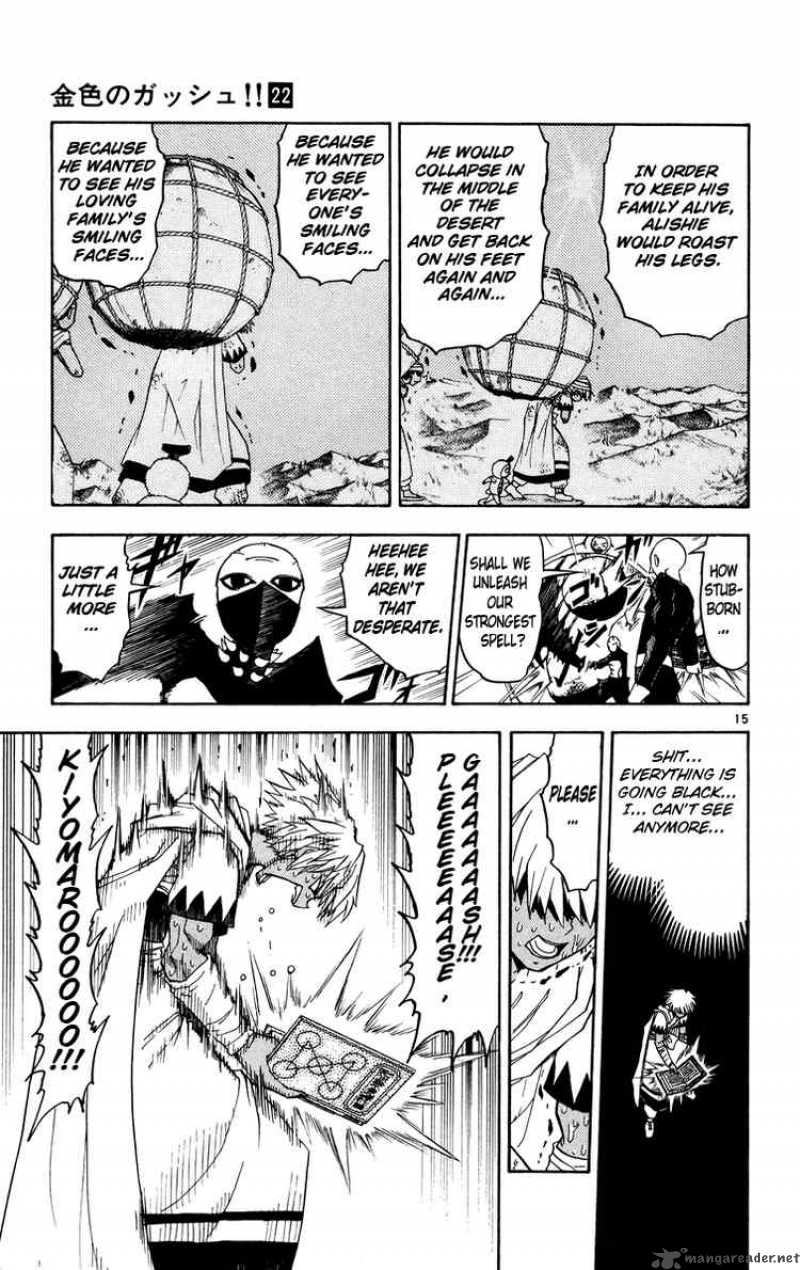 金色のガッシュ!! 22
IN ORDER
TO KEEP HIS
FAMILY ALIVE,
ALISHIE
WOULD ROAST
HIS LEGS.
HE WOULD
COLLAPSE IN
THE MIDDLE
OF THE
DESERT
AND GET BACK
ON HIS FEET
AGAIN AND
AGAIN...
BECAUSE
HE WANTED
TO SEE
EVERY-
ONE'S
SMILING
FACES...
BECAUSE
HE WANTED
TO SEE HIS
LOVING
FAMILY'S
SMILING
FACES...
HOW
STUB-
BORN
...
SHALL WE
UNLEASH
OUR
STRONGEST
SPELL?
HEEHEE
HEE, WE
AREN'T
THAT
DESPERATE.
JUST A
LITTLE
MORE
...
15
SHIT...
EVERYTHING IS
GOING BLACK...
I... CAN'T SEE
ANYMORE...
PLEASE
...
GAAAAAAASH!!!
PLEEEEEAAASE,
KIYOMAROOOOOO!!!
mangareader.net